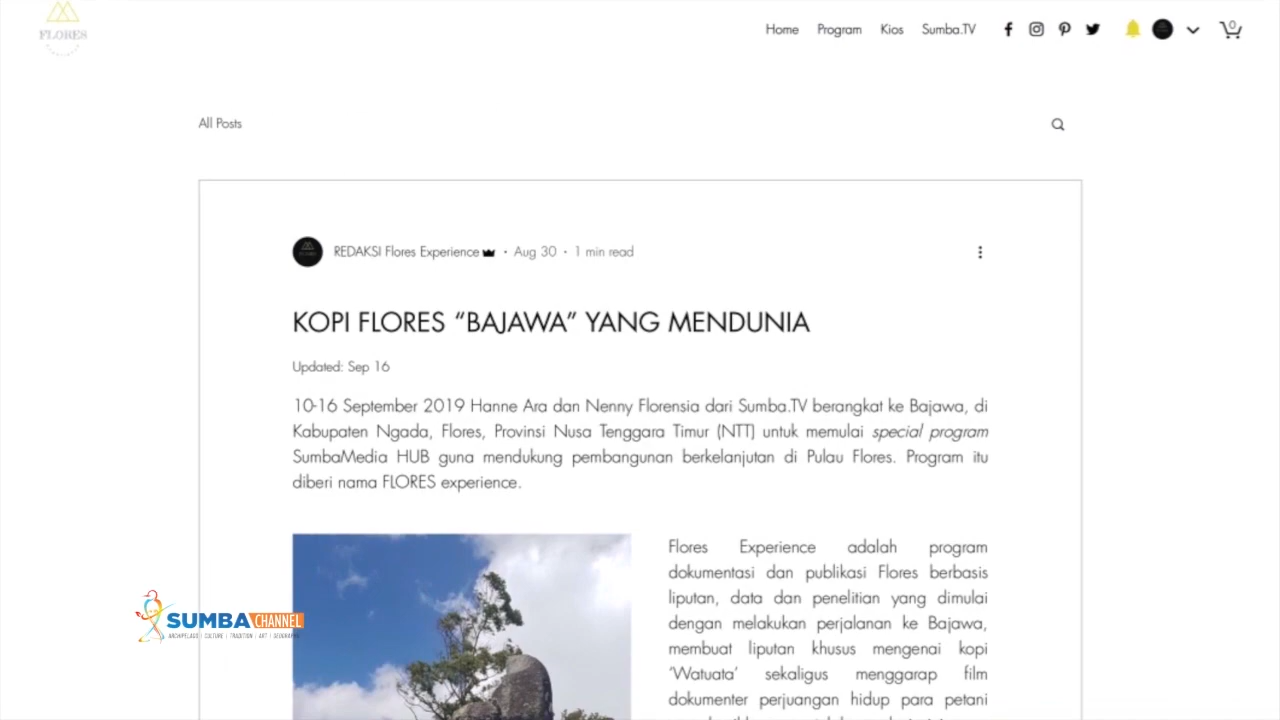 FLORES
Home Program Kios Sumba.TV
0
All Posts
REDAKSI Flores Experience · Aug 30 · 1 min read
KOPI FLORES “BAJAWA” YANG MENDUNIA
Updated: Sep 16
10-16 September 2019 Hanne Ara dan Nenny Florensia dari Sumba.TV berangkat ke Bajawa, di
Kabupaten Ngada, Flores, Provinsi Nusa Tenggara Timur (NTT) untuk memulai special program
SumbaMedia HUB guna mendukung pembangunan berkelanjutan di Pulau Flores. Program itu
diberi nama FLORES experience.
Flores Experience adalah program
dokumentasi dan publikasi Flores berbasis
liputan, data dan penelitian yang dimulai
dengan melakukan perjalanan ke Bajawa,
membuat liputan khusus mengenai kopi
‘Watuata’ sekaligus menggarap film
dokumenter perjuangan hidup para petani
SUMBA CHANNEL
ARCHIPELAGO | CULTURE | TRADITION | ART | GEOGRAPHY